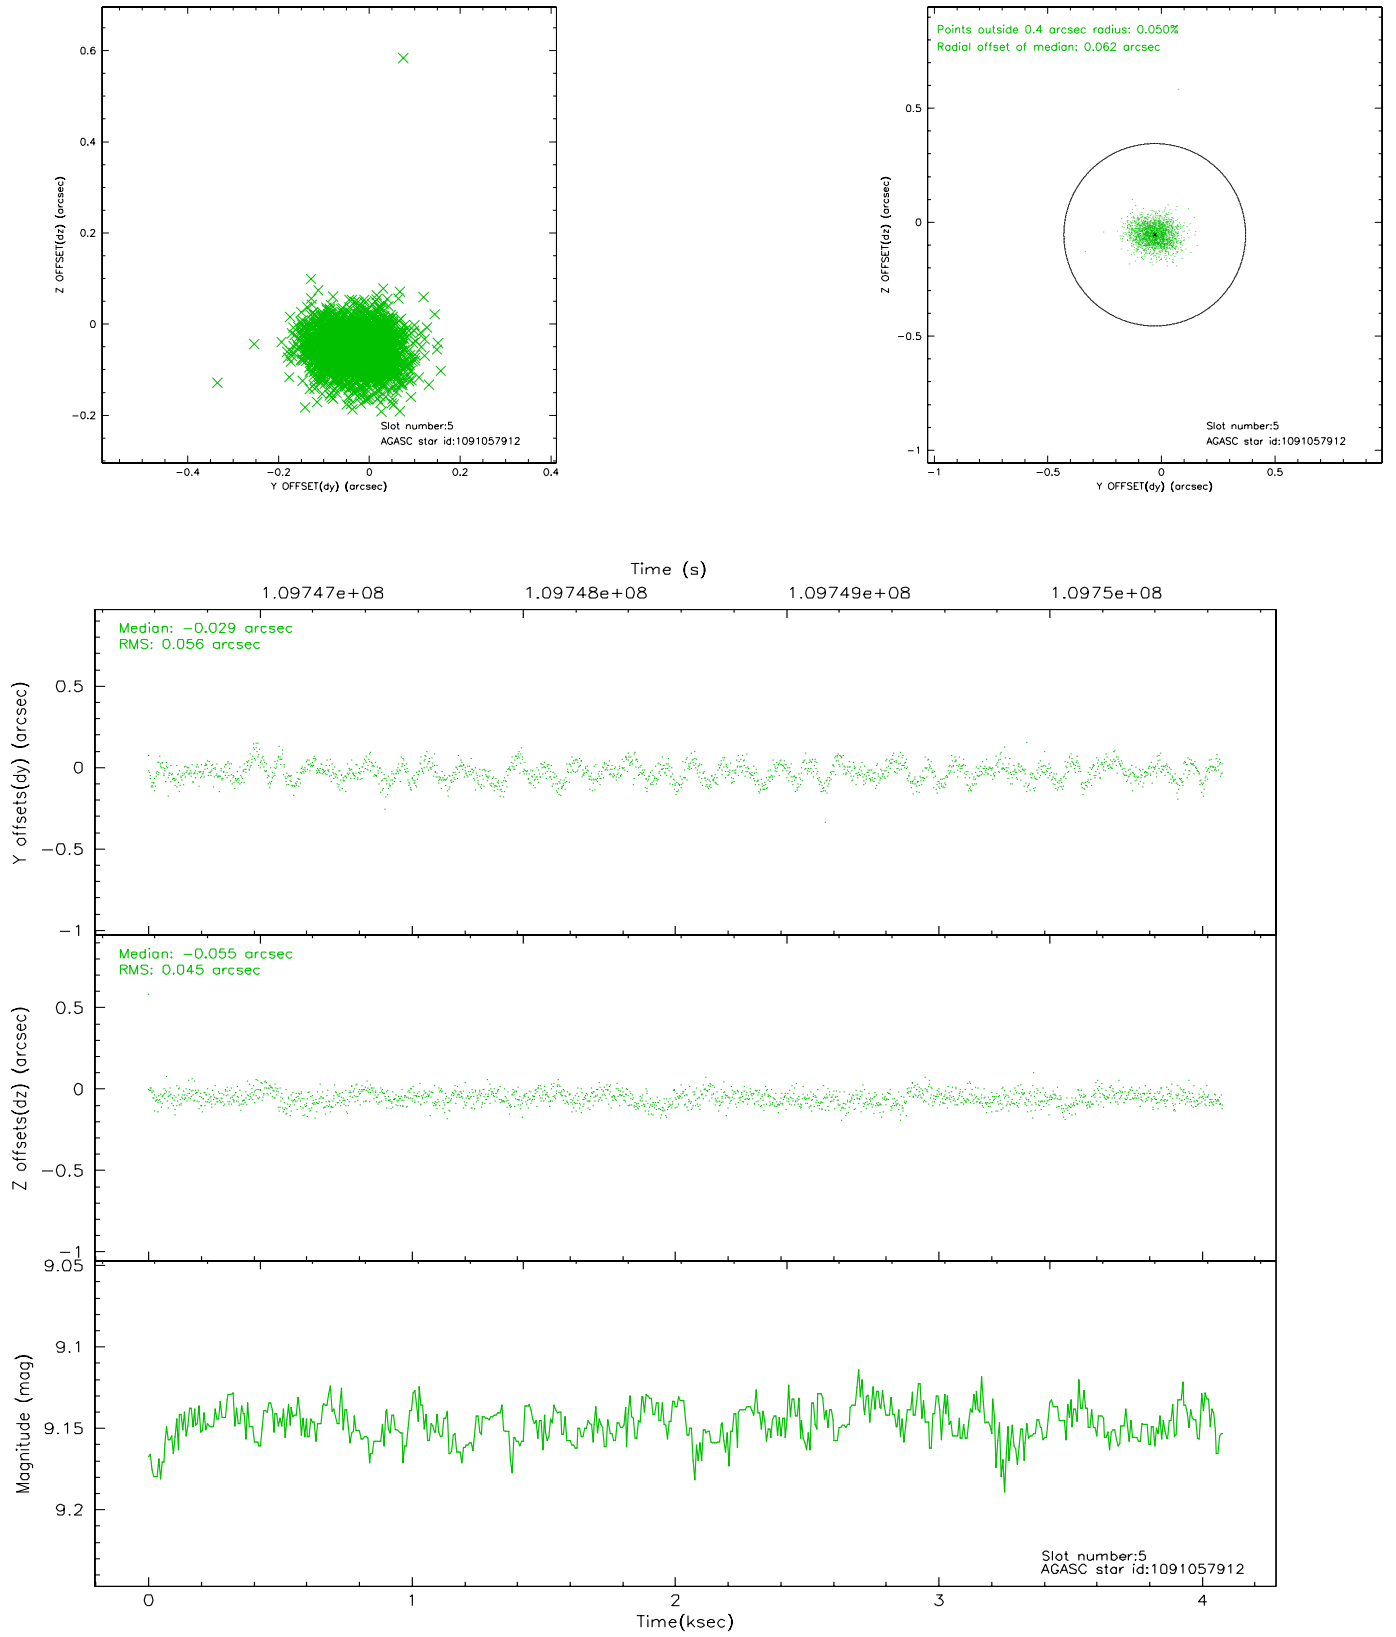 0.6
0.4
0.2
0
−0.2
Z OFFSET(dz) (arcsec)
Slot number:5
AGASC star id:1091057912
−0.4
−0.2
0
0.2
0.4
Y OFFSET(dy) (arcsec)
Points outside 0.4 arcsec radius: 0.050%
Radial offset of median: 0.062 arcsec
0.5
0
−0.5
−1
Z OFFSET(dz) (arcsec)
Slot number:5
AGASC star id:1091057912
−1
−0.5
0
0.5
Y OFFSET(dy) (arcsec)
Time (s)
1.09747e+08
1.09748e+08
1.09749e+08
1.0975e+08
Median: −0.029 arcsec
RMS: 0.056 arcsec
0.5
0
−0.5
−1
Y offsets(dy) (arcsec)
Median: −0.055 arcsec
RMS: 0.045 arcsec
0.5
0
−0.5
−1
Z offsets(dz) (arcsec)
9.05
9.1
9.15
9.2
Magnitude (mag)
Slot number:5
AGASC star id:1091057912
0
1
2
3
4
Time(ksec)